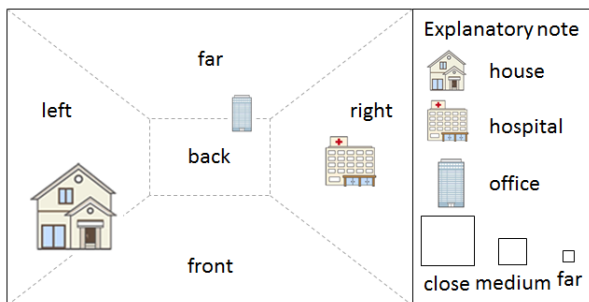 far
left
right
back
front
Explanatory note
house
hospital
office
close medium far